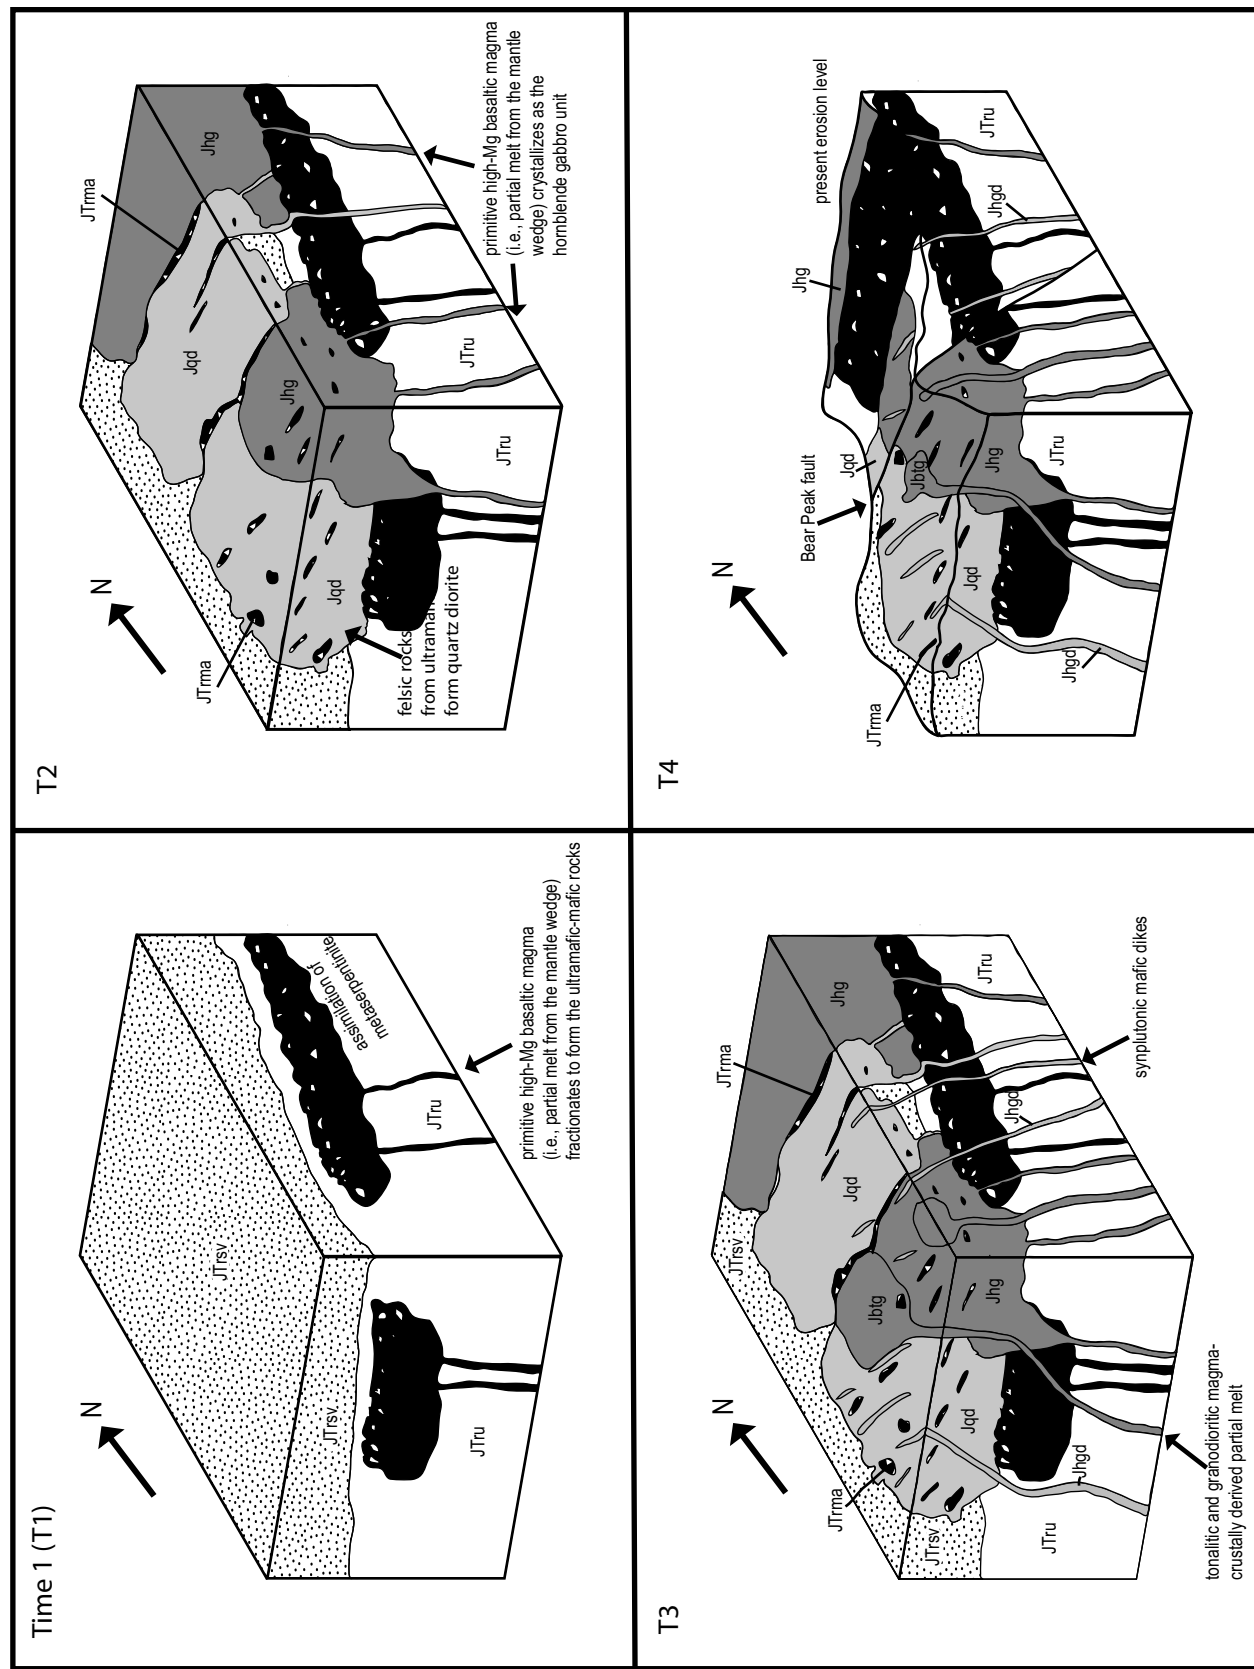 Time 1 (T1)
N
JTrsv
JTrsv
JTru
JTru
assimilation of
metaserpentinite
primitive high-Mg basaltic magma
(i.e., partial melt from the mantle wedge)
fractionates to form the ultramafic-mafic rocks
T2
N
JTrma
JTrma
Jhg
Jqd
Jhg
Jqd
JTru
JTru
felsic rocks
from ultramaf
form quartz diorite
primitive high-Mg basaltic magma
(i.e., partial melt from the mantle
wedge) crystallizes as the
hornblende gabbro unit
T3
N
JTrsv
JTrma
Jhg
Jqd
Jbtg
JTrma
JTrsv
Jqd
Jhg
JTru
Jhgd
Jhgd
JTru
synplutonic mafic dikes
tonalitic and granodioritic magma-
crustally derived partial melt
T4
N
present erosion level
Jhg
Bear Peak fault
Jqd
Jbtg
JTrma
Jqd
Jhg
JTru
Jhgd
Jhgd
JTru